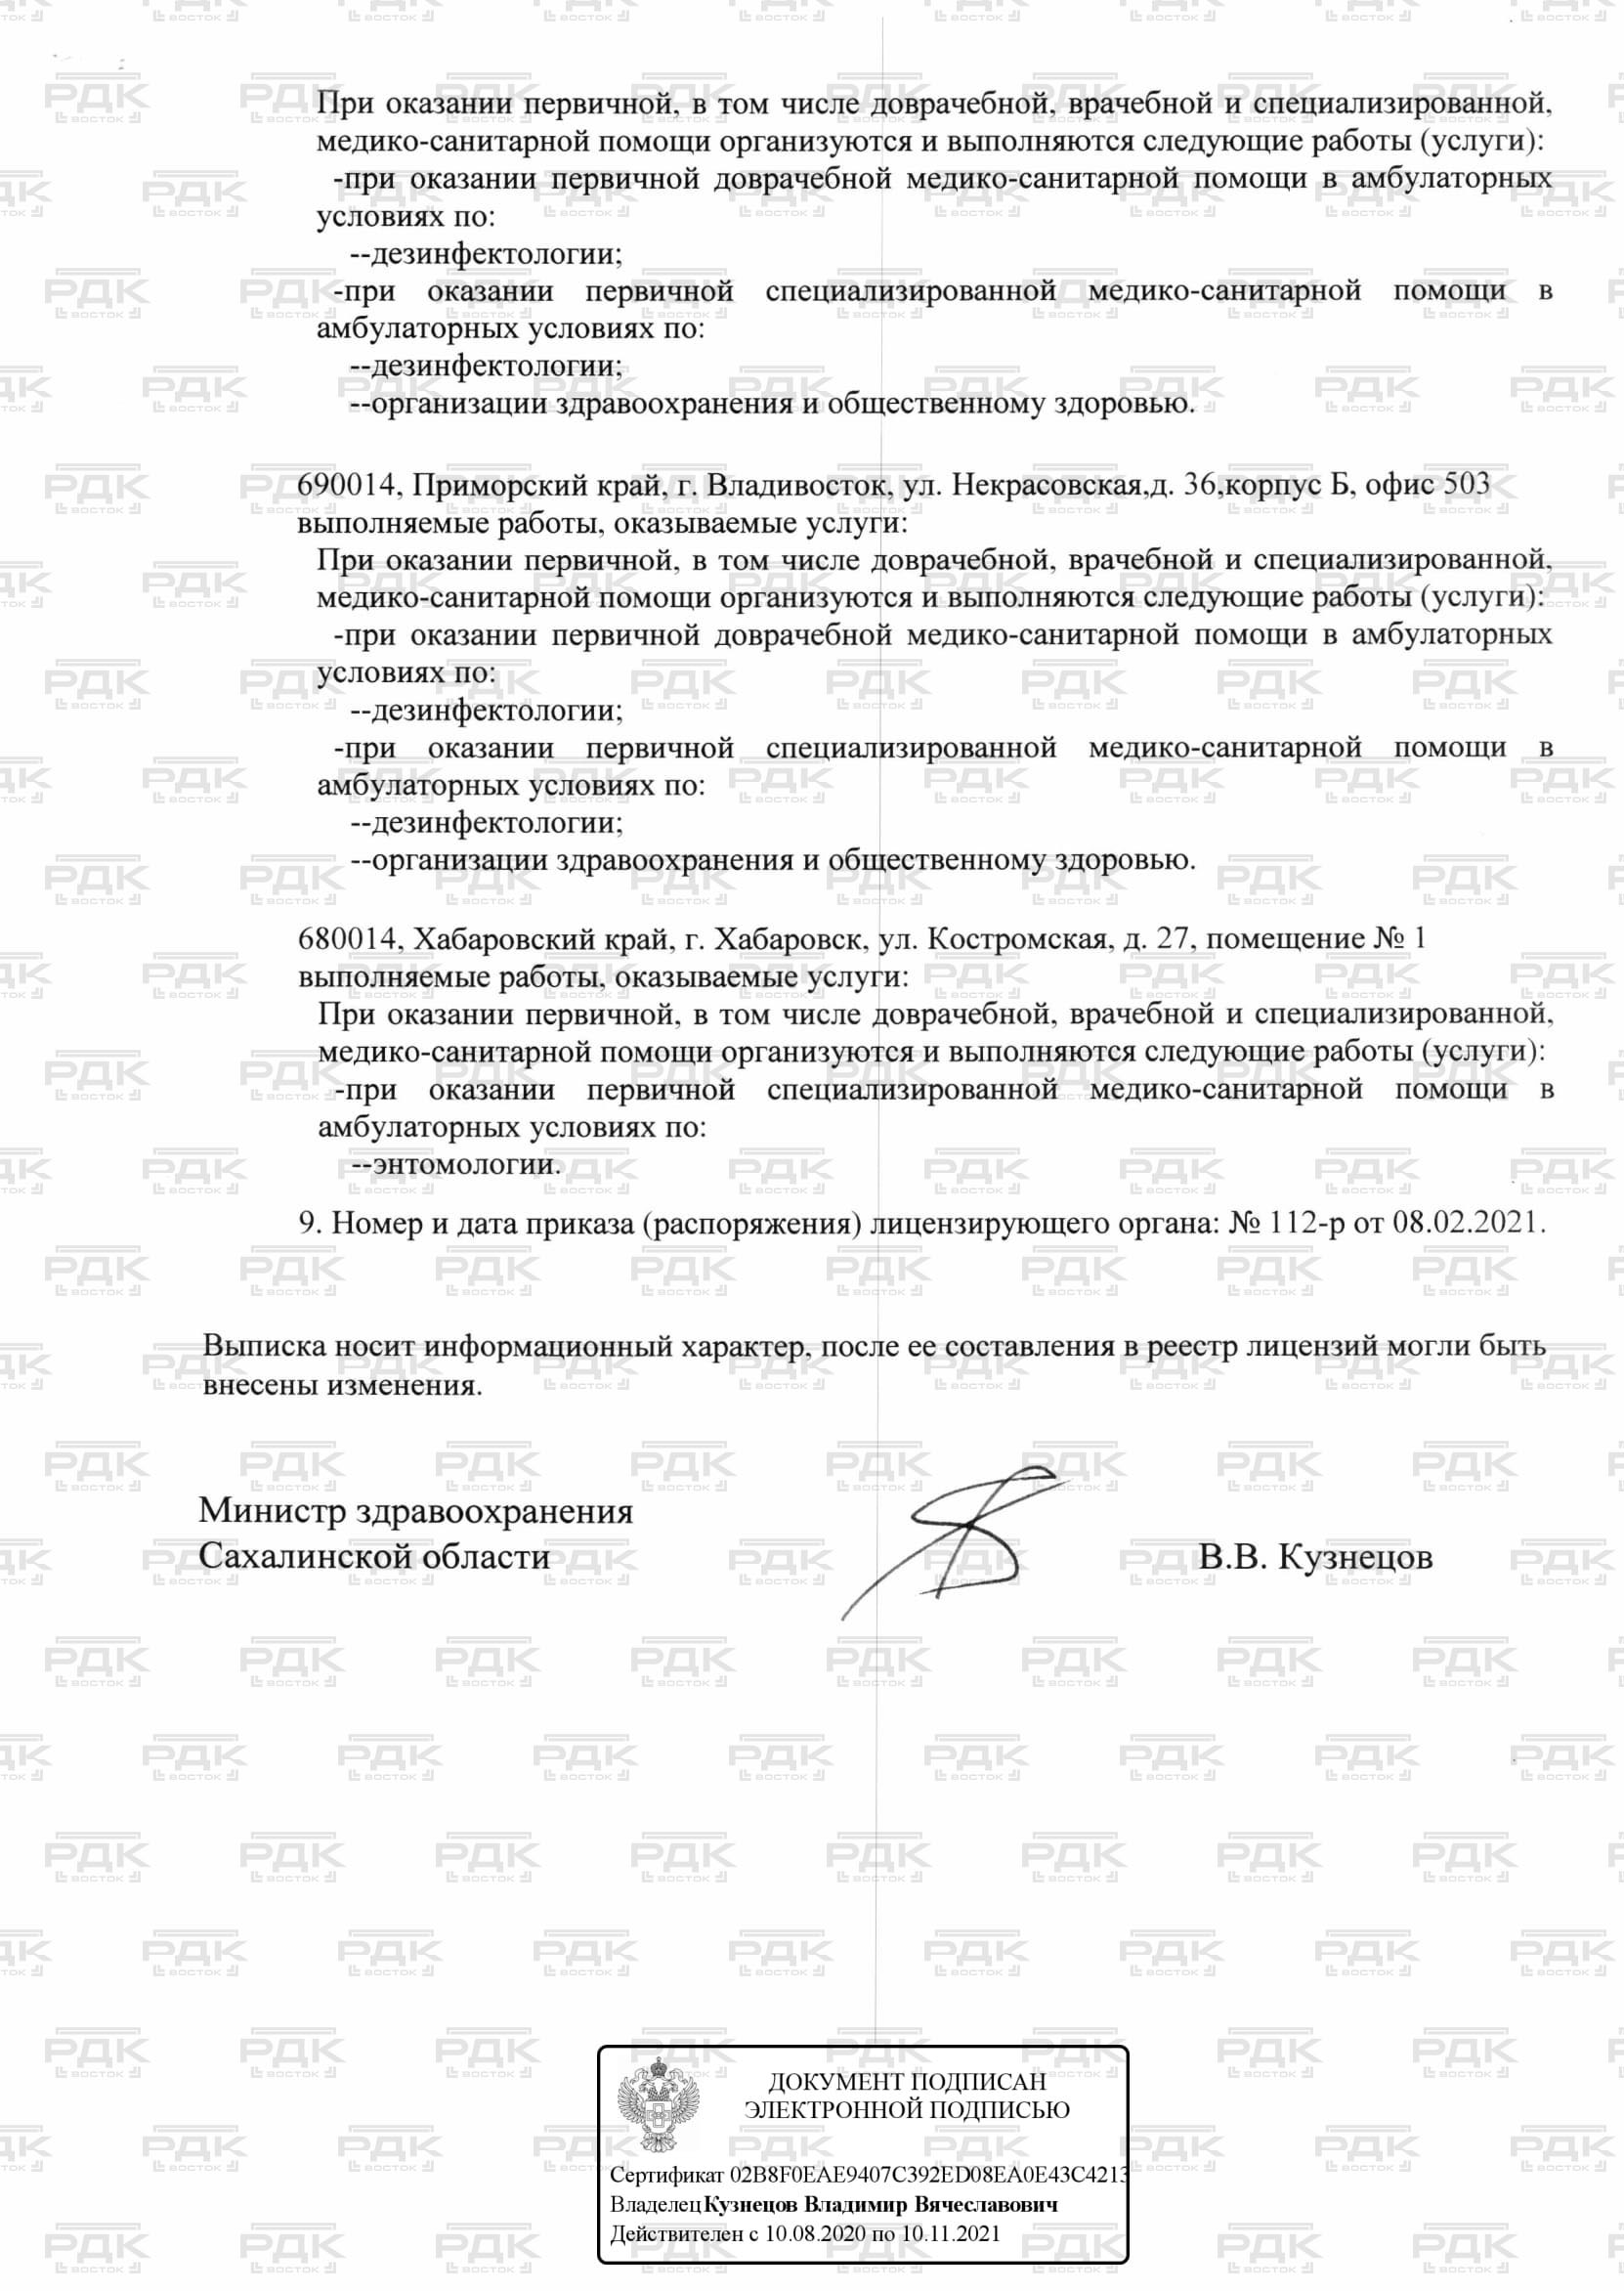 При оказании первичной, в том числе доврачебной, врачебной и специализированной,
медико-санитарной помощи организуются и выполняются следующие работы (услуги):
-при оказании первичной доврачебной медико-санитарной помощи в амбулаторных
условиях по:
--дезинфектологии;
-при оказании первичной специализированной медико-санитарной помощи в
амбулаторных условиях по:
--дезинфектологии;
--организации здравоохранения и общественному здоровью.
690014, Приморский край, г. Владивосток, ул. Некрасовская,д. 36,корпус Б, офис 503
выполняемые работы, оказываемые услуги:
При оказании первичной, в том числе доврачебной, врачебной и специализированной,
медико-санитарной помощи организуются и выполняются следующие работы (услуги):
-при оказании первичной доврачебной медико-санитарной помощи в амбулаторных
условиях по:
--дезинфектологии;
-при оказании первичной специализированной медико-санитарной помощи в
амбулаторных условиях по:
--дезинфектологии;
--организации здравоохранения и общественному здоровью.
680014, Хабаровский край, г. Хабаровск, ул. Костромская, д. 27, помещение № 1
выполняемые работы, оказываемые услуги:
При оказании первичной, в том числе доврачебной, врачебной и специализированной,
медико-санитарной помощи организуются и выполняются следующие работы (услуги):
-при оказании первичной специализированной медико-санитарной помощи в
амбулаторных условиях по:
--энтомологии.
9. Номер и дата приказа (распоряжения) лицензирующего органа: № 112-р от 08.02.2021.
Выписка носит информационный характер, после ее составления в реестр лицензий могли быть
внесены изменения.
Министр здравоохранения
Сахалинской области
В.В. Кузнецов
ДОКУМЕНТ ПОДПИСАН
ЭЛЕКТРОННОЙ ПОДПИСЬЮ
Сертификат 02B8F0EAE9407C392ED08EA0E43C4213
Владелец Кузнецов Владимир Вячеславович
Действителен с 10.08.2020 по 10.11.2021
РДК
ВОСТОК